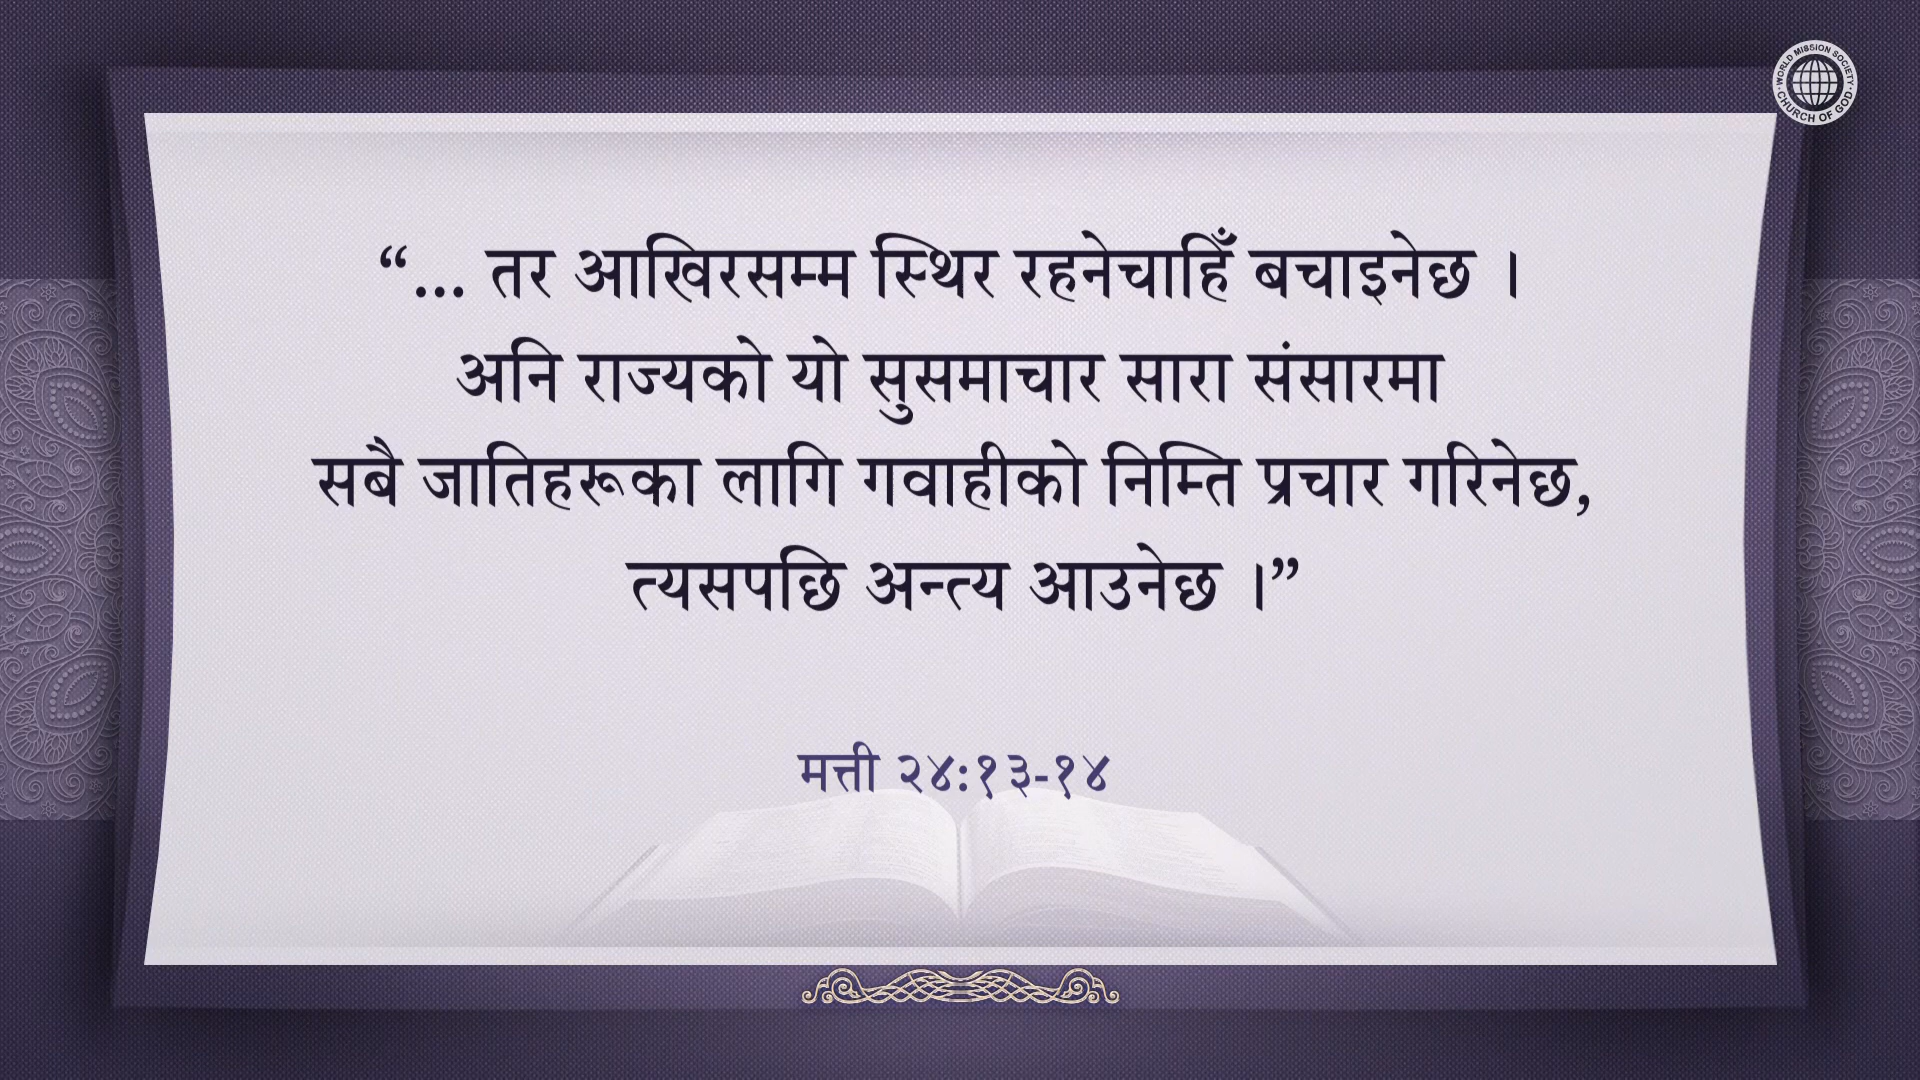 WORLD MISSION SOCIETY
CHURCH OF GOD
“... तर आखिरसम्म स्थिर रहनेचाहिँ बचाइनेछ ।
अनि राज्यको यो सुसमाचार सारा संसारमा
सबै जातिहरूका लागि गवाहीको निम्ति प्रचार गरिनेछ,
त्यसपछि अन्त्य आउनेछ ।”
मत्ती २४:१३-१४